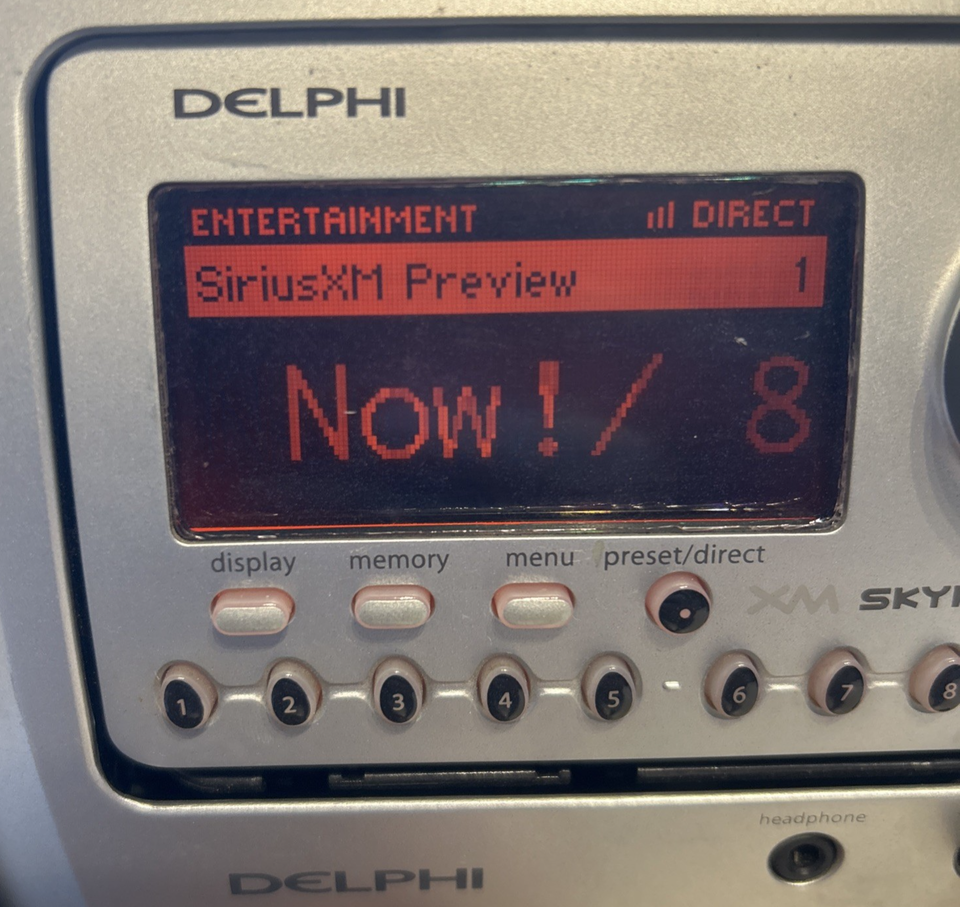 DELPHI
ENTERTAINMENT DIRECT
SiriusXM Preview 1
Now!/ 8
display memory menu preset/direct
XM
1 2 3 4 5 6 7 8
headphone
DELPHI